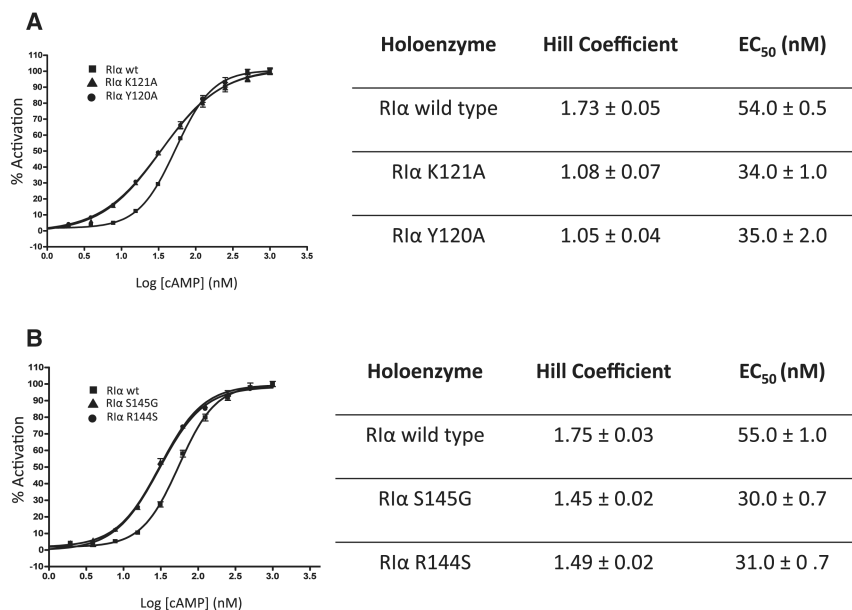 A
110
100
90
80
70
60
50
40
30
20
10
0
-10
% Activation
RIα wt
RIα K121A
RIα Y120A
0.0 0.5 1.0 1.5 2.0 2.5 3.0 3.5
Log [cAMP] (nM)
Holoenzyme Hill Coefficient EC50 (nM)
RIα wild type 1.73 ± 0.05 54.0 ± 0.5
RIα K121A 1.08 ± 0.07 34.0 ± 1.0
RIα Y120A 1.05 ± 0.04 35.0 ± 2.0
B
110
100
90
80
70
60
50
40
30
20
10
0
-10
% Activation
RIα wt
RIα S145G
RIα R144S
0.0 0.5 1.0 1.5 2.0 2.5 3.0 3.5
Log [cAMP] (nM)
Holoenzyme Hill Coefficient EC50 (nM)
RIα wild type 1.75 ± 0.03 55.0 ± 1.0
RIα S145G 1.45 ± 0.02 30.0 ± 0.7
RIα R144S 1.49 ± 0.02 31.0 ± 0 .7